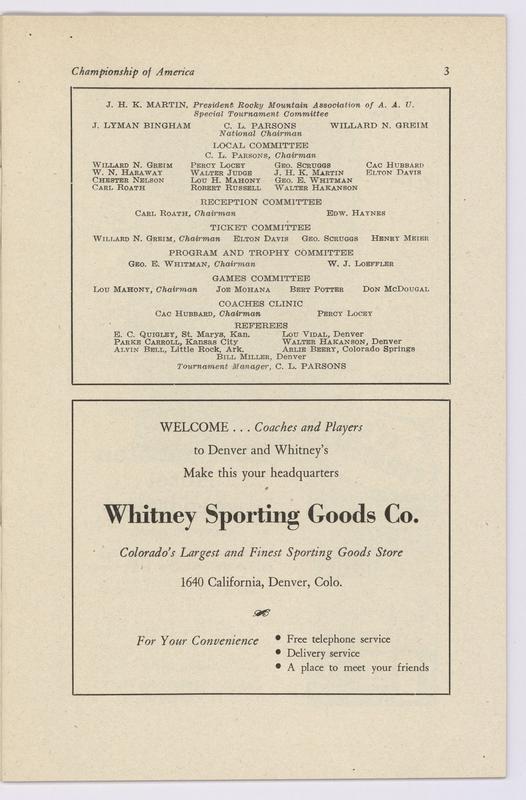 Championship of America 3
J. H. K. MARTIN, President Rocky Mountain Association of A. A. U.
Special Tournament Committee
J. LYMAN BINGHAM C. L. PARSONS WILLARD N. GREIM
National Chairman
LOCAL COMMITTEE
C. L. PARSONS, Chairman
WILLARD N. GREIM PERCY LOCEY GEO. SCRUGGS CAC HUBBARD
W. N. HARAWAY WALTER JUDGE J. H. K. MARTIN ELTON DAVIS
CHESTER NELSON LOU H. MAHONY GEO. E. WHITMAN
CARL ROATH ROBERT RUSSELL WALTER HAKANSON
RECEPTION COMMITTEE
CARL ROATH, Chairman EDW. HAYNES
TICKET COMMITTEE
WILLARD N. GREIM, Chairman ELTON DAVIS GEO. SCRUGGS HENRY MEIER
PROGRAM AND TROPHY COMMITTEE
GEO. E. WHITMAN, Chairman W. J. LOEFFLER
GAMES COMMITTEE
LOU MAHONY, Chairman JOE MOHANA BERT POTTER DON MCDOUGAL
COACHES CLINIC
CAC HUBBARD, Chairman PERCY LOCEY
REFEREES
E. C. QUIGLEY, St. Marys, Kan. LOU VIDAL, Denver
PARKE CARROLL, Kansas City WALTER HAKANSON, Denver
ALVIN BELL, Little Rock, Ark. ARLIE BEERY, Colorado Springs
BILL MILLER, Denver
Tournament Manager, C. L. PARSONS
WELCOME . . . Coaches and Players
to Denver and Whitney's
Make this your headquarters
Whitney Sporting Goods Co.
Colorado's Largest and Finest Sporting Goods Store
1640 California, Denver, Colo.
For Your Convenience • Free telephone service
• Delivery service
• A place to meet your friends